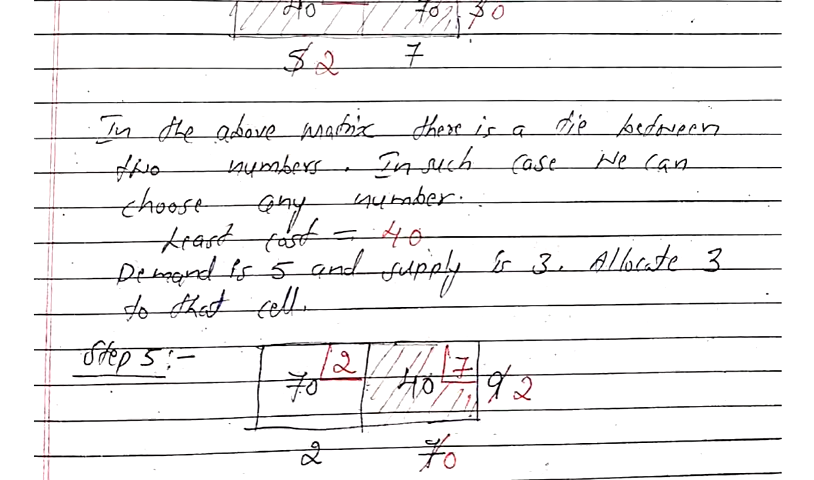 40 70 3 0
5 2 7
In the above matrix there is a tie between
two numbers. In such case we can
choose any number.
Least cost = 40
Demand is 5 and supply is 3. Allocate 3
to that cell.
Step 5:-
70 2 40 7 9 2
2 7 0